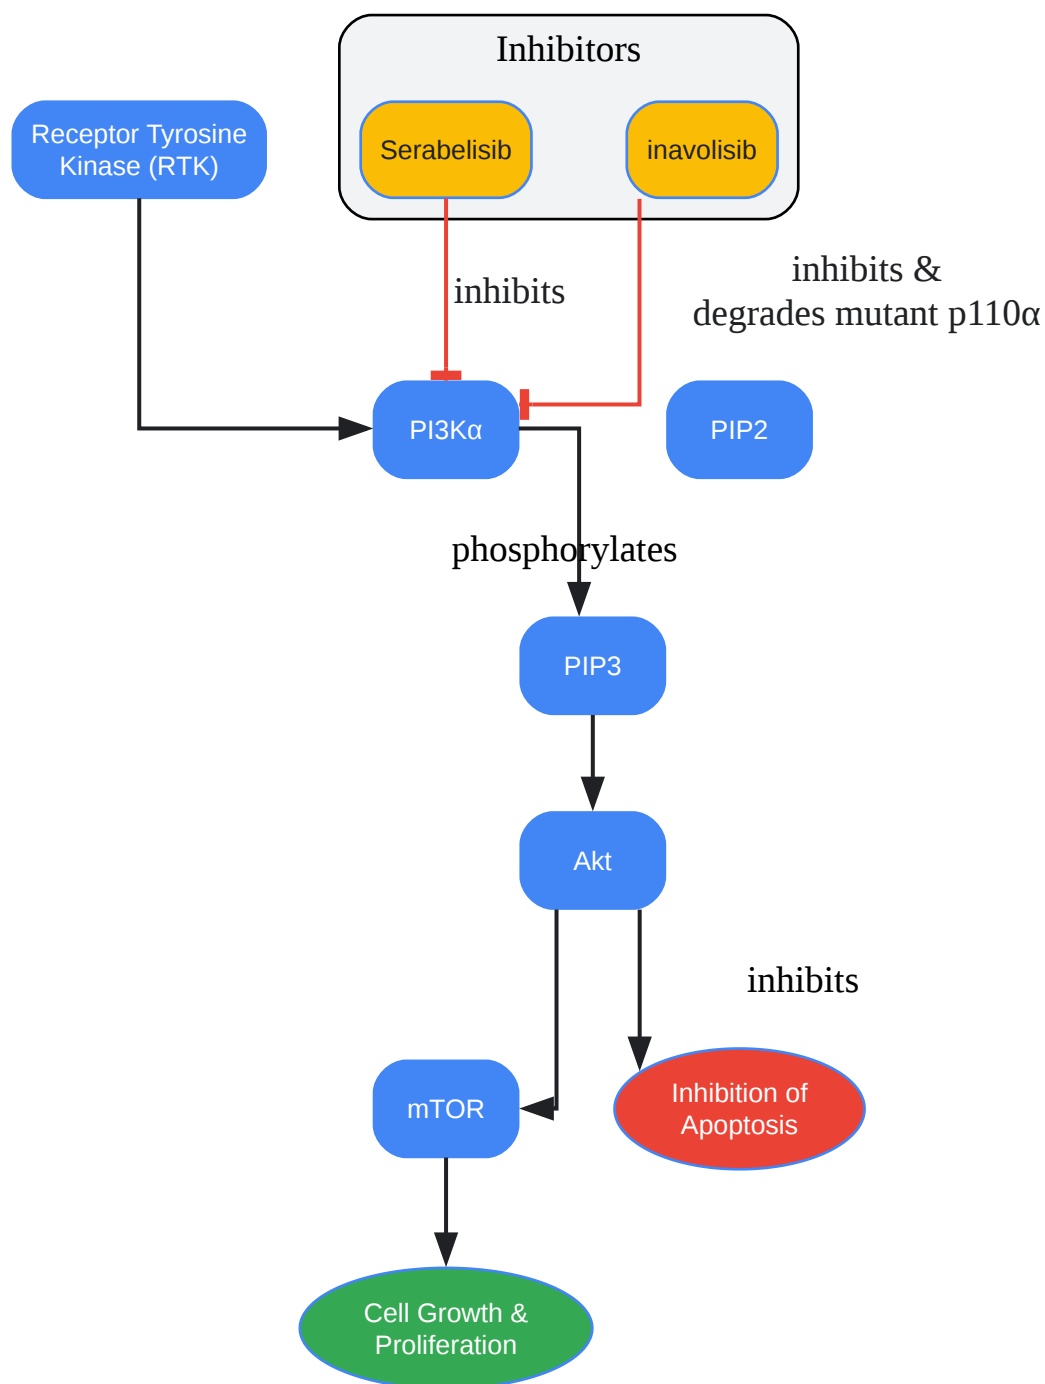 Inhibitors
Receptor Tyrosine
Kinase (RTK)
Serabelisib
inavolisib
inhibits
inhibits &
degrades mutant p110α
PI3Kα
PIP2
phosphorylates
PIP3
Akt
inhibits
mTOR
Inhibition of
Apoptosis
Cell Growth &
Proliferation